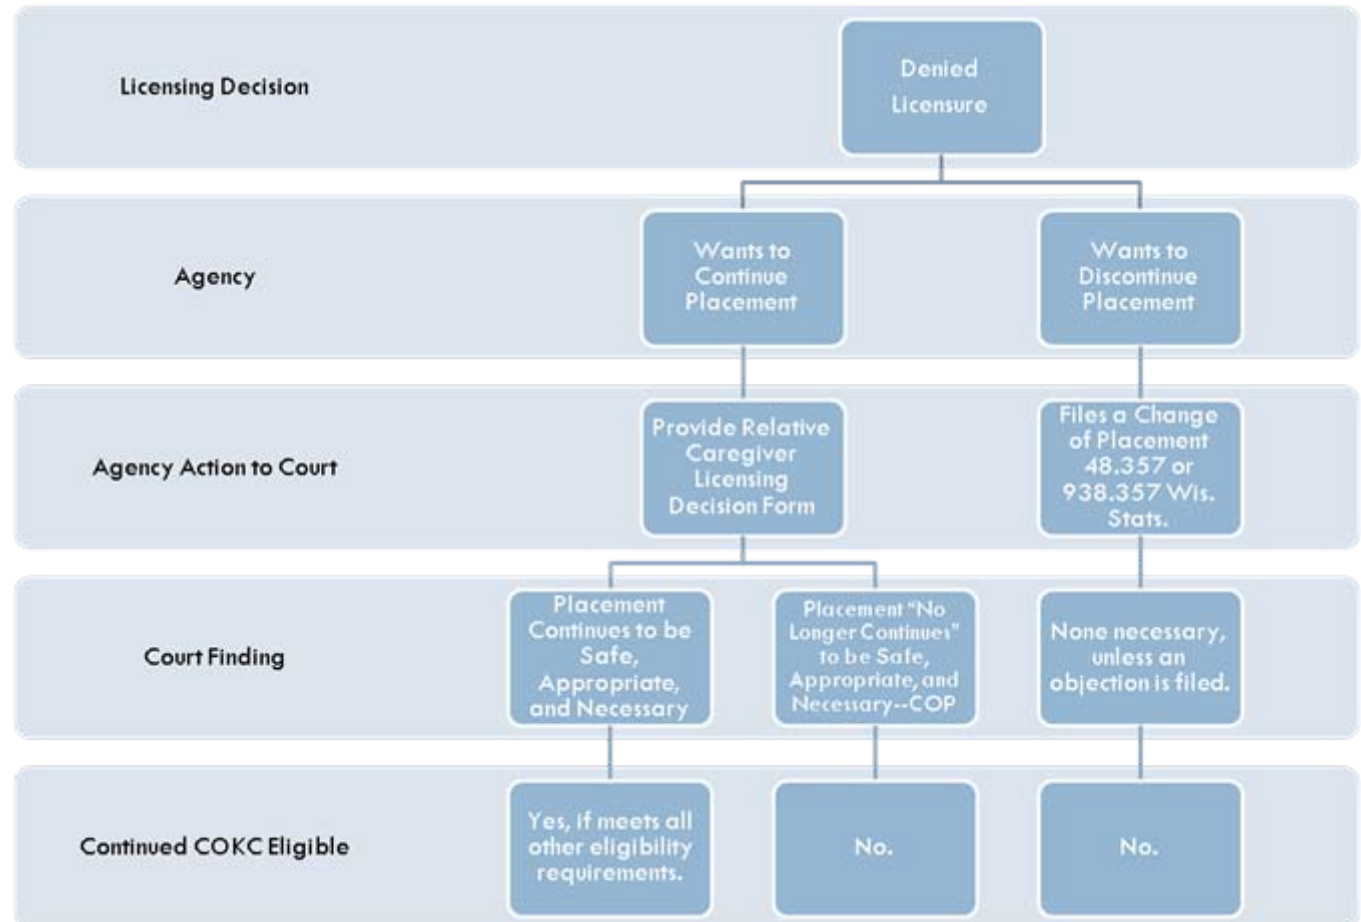 Licensing Decision
Denied
Licensure
Agency
Wants to
Continue
Placement
Wants to
Discontinue
Placement
Agency Action to Court
Provide Relative
Caregiver
Licensing
Decision Form
Files a Change
of Placement
48.357 or
938.357 Wis.
Stats.
Court Finding
Placement
Continues to be
Safe,
Appropriate,
and Necessary
Placement “No
Longer Continues”
to be Safe,
Appropriate, and
Necessary--COP
None necessary,
unless an
objection is filed.
Continued COKC Eligible
Yes, if meets all
other eligibility
requirements.
No.
No.